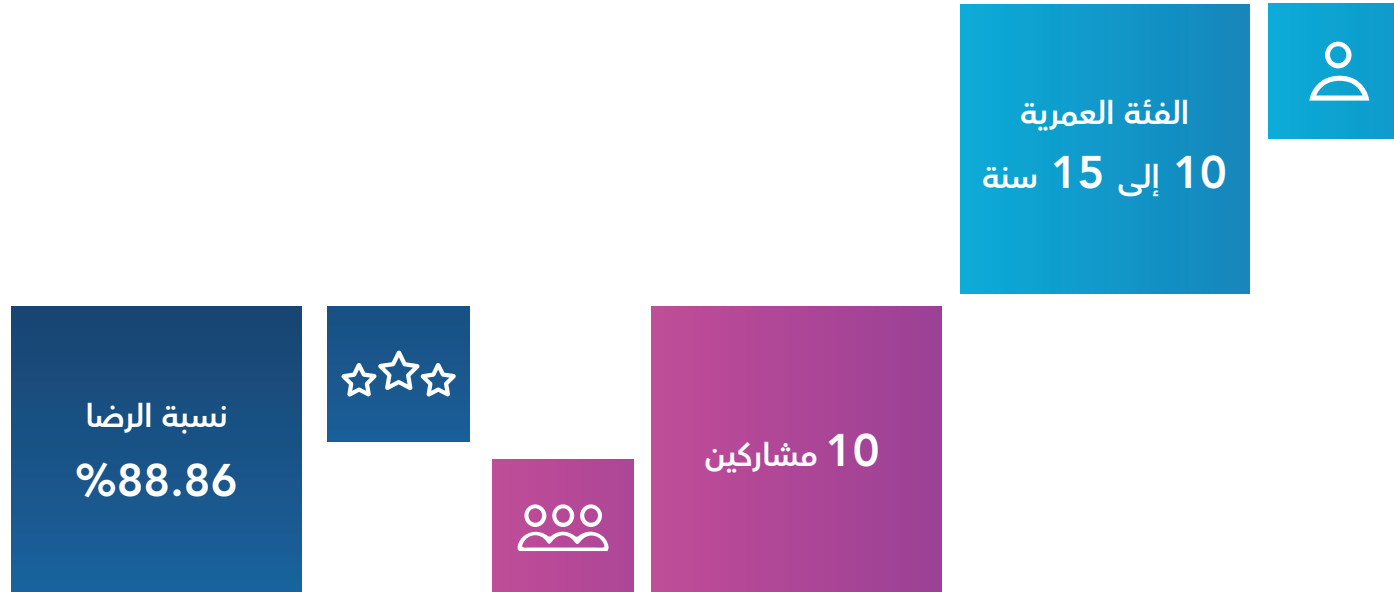 الفئة العمرية
10 إلى 15 سنة
10 مشاركين
نسبة الرضا
%88.86